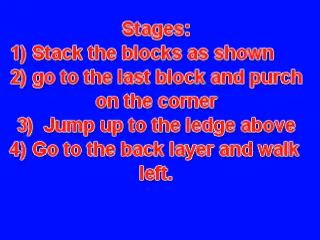 Stages:
1) Stack the blocks as shown
2) go to the last block and purch
on the corner
3)  Jump up to the ledge above
4) Go to the back layer and walk
left.